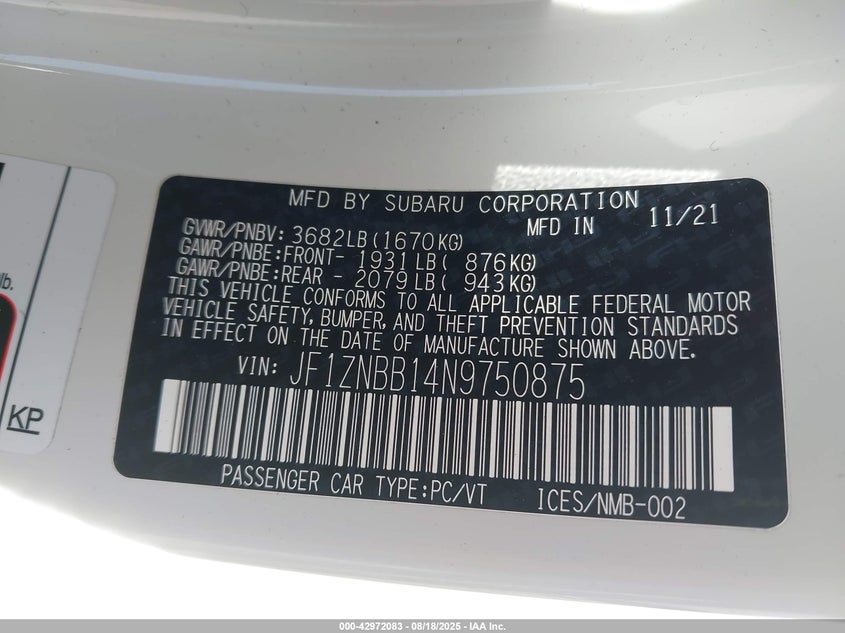 MFD BY SUBARU CORPORATION
MFD IN 11/21
GVWR/PNBV: 3682LB(1670KG)
GAWR/PNBE:FRONT- 1931LB( 876KG)
GAWR/PNBE:REAR - 2079LB( 943KG)
THIS VEHICLE CONFORMS TO ALL APPLICABLE FEDERAL MOTOR
VEHICLE SAFETY, BUMPER, AND THEFT PREVENTION STANDARDS
IN EFFECT ON THE DATE OF MANUFACTURE SHOWN ABOVE.
VIN: JF1ZNBB14N9750875
PASSENGER CAR TYPE:PC/VT ICES/NMB-002
lb.
KP
000-42972083 - 08/18/2025 - IAA Inc.